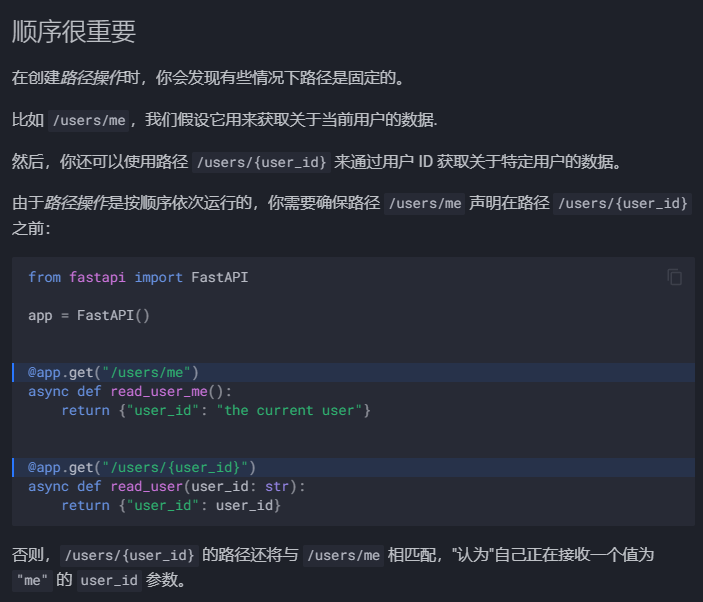 顺序很重要
在创建路径操作时，你会发现有些情况下路径是固定的。
比如 /users/me，我们假设它用来获取关于当前用户的数据.
然后，你还可以使用路径 /users/{user_id} 来通过用户 ID 获取关于特定用户的数据。
由于路径操作是按顺序依次运行的，你需要确保路径 /users/me 声明在路径 /users/{user_id}
之前：
from fastapi import FastAPI
app = FastAPI()
@app.get("/users/me")
async def read_user_me():
    return {"user_id": "the current user"}
@app.get("/users/{user_id}")
async def read_user(user_id: str):
    return {"user_id": user_id}
否则，/users/{user_id} 的路径还将与 /users/me 相匹配，"认为"自己正在接收一个值为
"me" 的 user_id 参数。